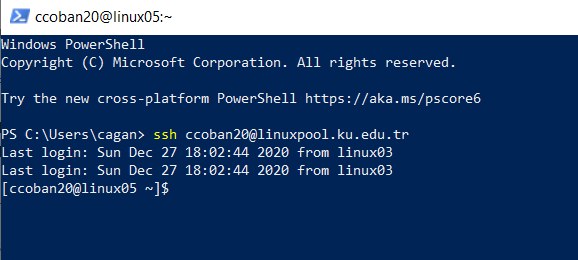 ccoban20@linux05:~
Windows PowerShell
Copyright (C) Microsoft Corporation. All rights reserved.
Try the new cross-platform PowerShell https://aka.ms/pscore6
PS C:\Users\cagan> ssh ccoban20@linuxpool.ku.edu.tr
Last login: Sun Dec 27 18:02:44 2020 from linux03
Last login: Sun Dec 27 18:02:44 2020 from linux03
[ccoban20@linux05 ~]$